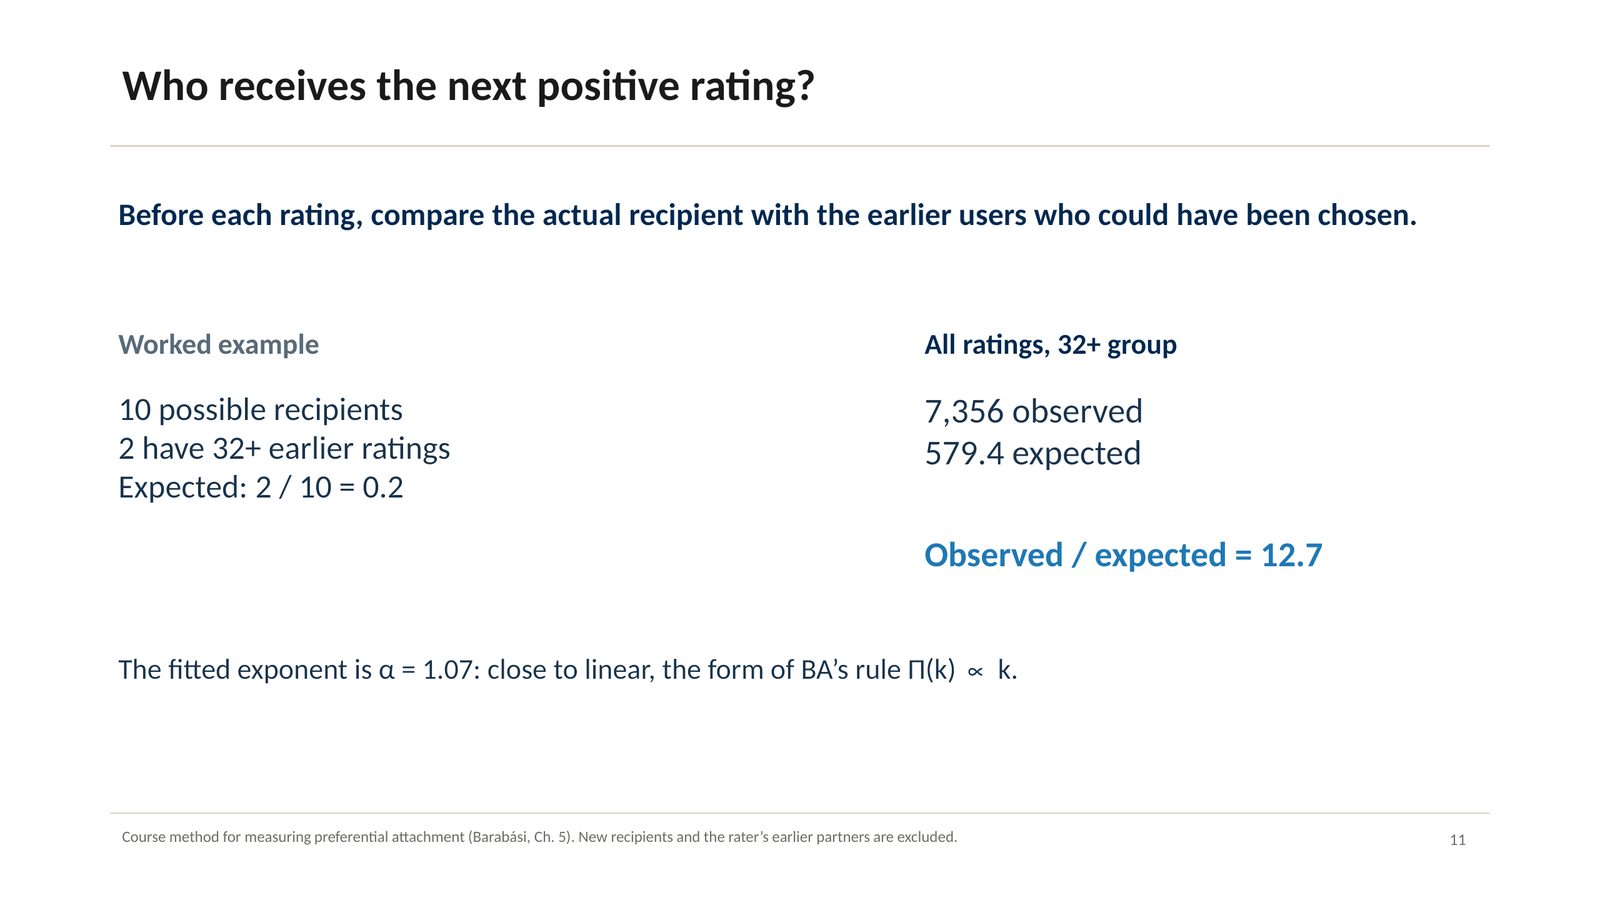 Who receives the next positive rating?
Before each rating, compare the actual recipient with the earlier users who could have been chosen.
Worked example
10 possible recipients
2 have 32+ earlier ratings
Expected: 2 / 10 = 0.2
All ratings, 32+ group
7,356 observed
579.4 expected
Observed / expected = 12.7
The fitted exponent is α = 1.07: close to linear, the form of BA’s rule Π(k) ∝ k.
Course method for measuring preferential attachment (Barabási, Ch. 5). New recipients and the rater’s earlier partners are excluded.
11